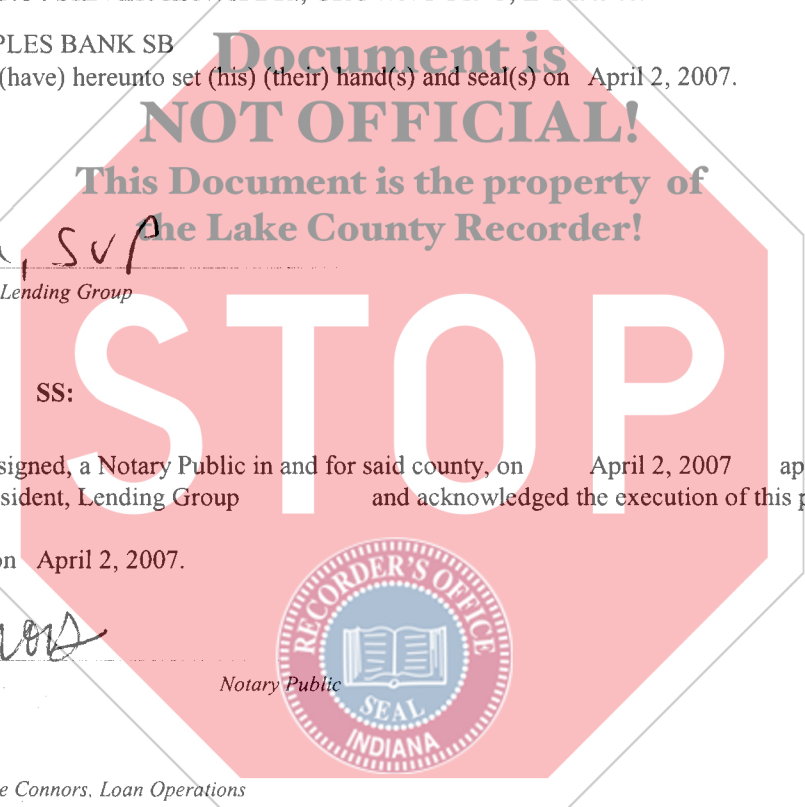 PLES BANK SB
Document is
(have) hereunto set (his) (their) hand(s) and seal(s) on April 2, 2007.
NOT OFFICIAL!
This Document is the property of
the Lake County Recorder!
, SVP
Lending Group
STOP
SS:
signed, a Notary Public in and for said county, on April 2, 2007 ap
sident, Lending Group and acknowledged the execution of this p
on April 2, 2007.
RECORDER'S OFFICE
Notary Public
SEAL
INDIANA
e Connors, Loan Operations